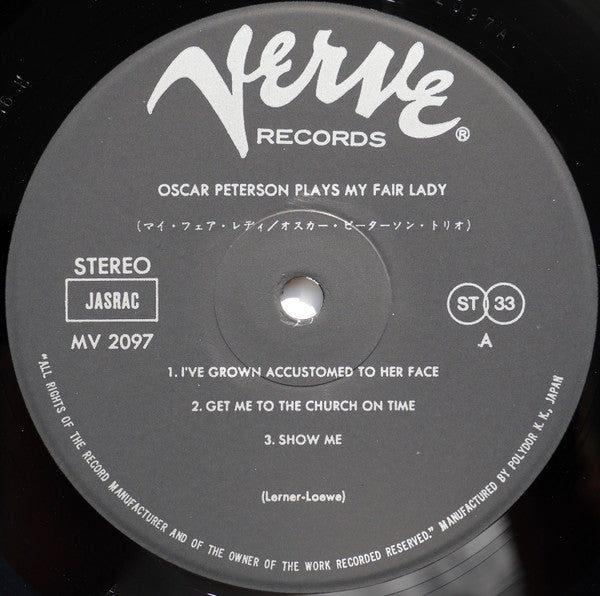 Verve
RECORDS ®
OSCAR PETERSON PLAYS MY FAIR LADY
(マイ・フェア・レディ／オスカー・ピーターソン・トリオ)
STEREO
JASRAC
MV 2097
ST 33
A
1. I'VE GROWN ACCUSTOMED TO HER FACE
2. GET ME TO THE CHURCH ON TIME
3. SHOW ME
(Lerner-Loewe)
"ALL RIGHTS OF THE RECORD MANUFACTURER AND OF THE OWNER OF THE WORK RECORDED RESERVED." MANUFACTURED BY POLYDOR K. K., JAPAN